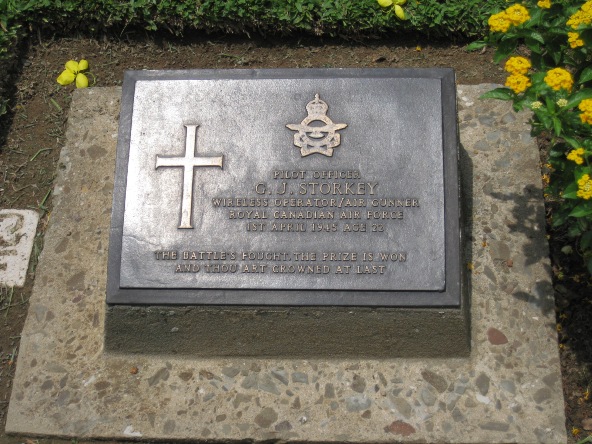 PILOT OFFICER
G. J. STORKEY
WIRELESS OPERATOR/AIR GUNNER
ROYAL CANADIAN AIR FORCE
1ST APRIL 1945 AGE 22
THE BATTLE'S FOUGHT, THE PRIZE IS WON
AND THOU ART CROWNED AT LAST